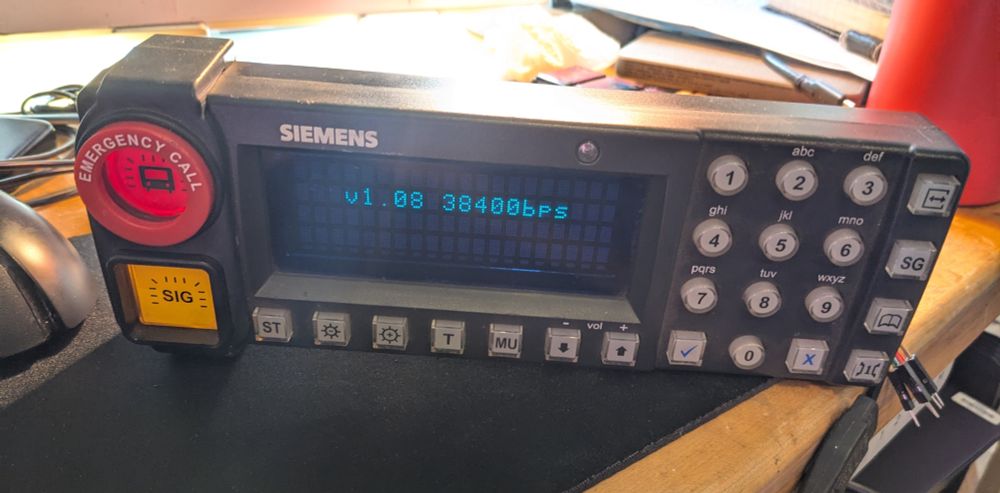 SIEMENS
EMERGENCY CALL
v1.08 38400bps
SIG
ST
T
MU
- vol +
1
abc
2
def
3
ghi
4
jkl
5
mno
6
pqrs
7
tuv
8
wxyz
9
0
X
SG